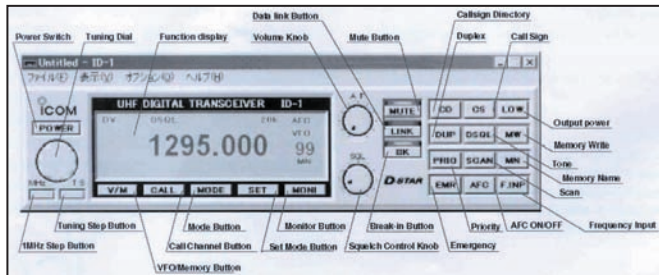 Data link Button
Callsign Directory
Power Switch
Tuning Dial
Function display
Volume Knob
Mute Button
Duplex
Call Sign
Untitled - ID-1
ファイル(F) 表示(V) オプション(O) ヘルプ(H)
ICOM
POWER
UHF DIGITAL TRANSCEIVER ID-1
DV DSQL 20k AFC
VFO
1295.000
99
MN
MHz TS
V/M CALL MODE SET MONI
AF
SQL
MUTE
LINK
BK
D-STAR
CD CS LOW
DUP DSQL MW
PRIO SCAN MN
EMR AFC F.INP
Output power
Memory Write
Tone
Memory Name
Scan
Frequency Input
Tuning Step Button
Mode Button
Monitor Button
Break-in Button
Priority
AFC ON/OFF
1MHz Step Button
Call Channel Button
Set Mode Button
Squelch Control Knob
Emergency
VFO/Memory Button